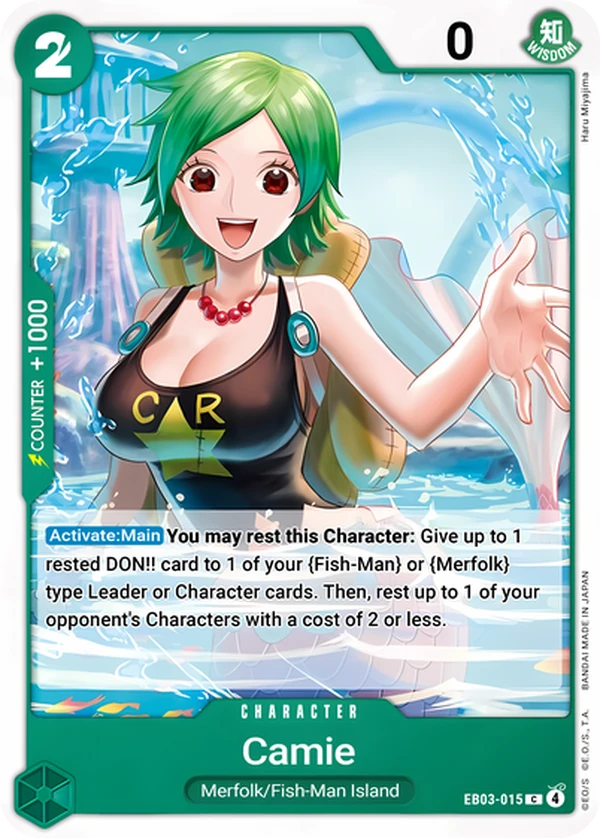 2
0
知
WISDOM
Haru Miyajima
COUNTER +1000
CAR
Activate:Main You may rest this Character: Give up to 1
rested DON!! card to 1 of your {Fish-Man} or {Merfolk}
type Leader or Character cards. Then, rest up to 1 of your
opponent's Characters with a cost of 2 or less.
CHARACTER
Camie
Merfolk/Fish-Man Island
EB03-015 C 4
©EO/S ©E.O./S., T.A. BANDAI MADE IN JAPAN